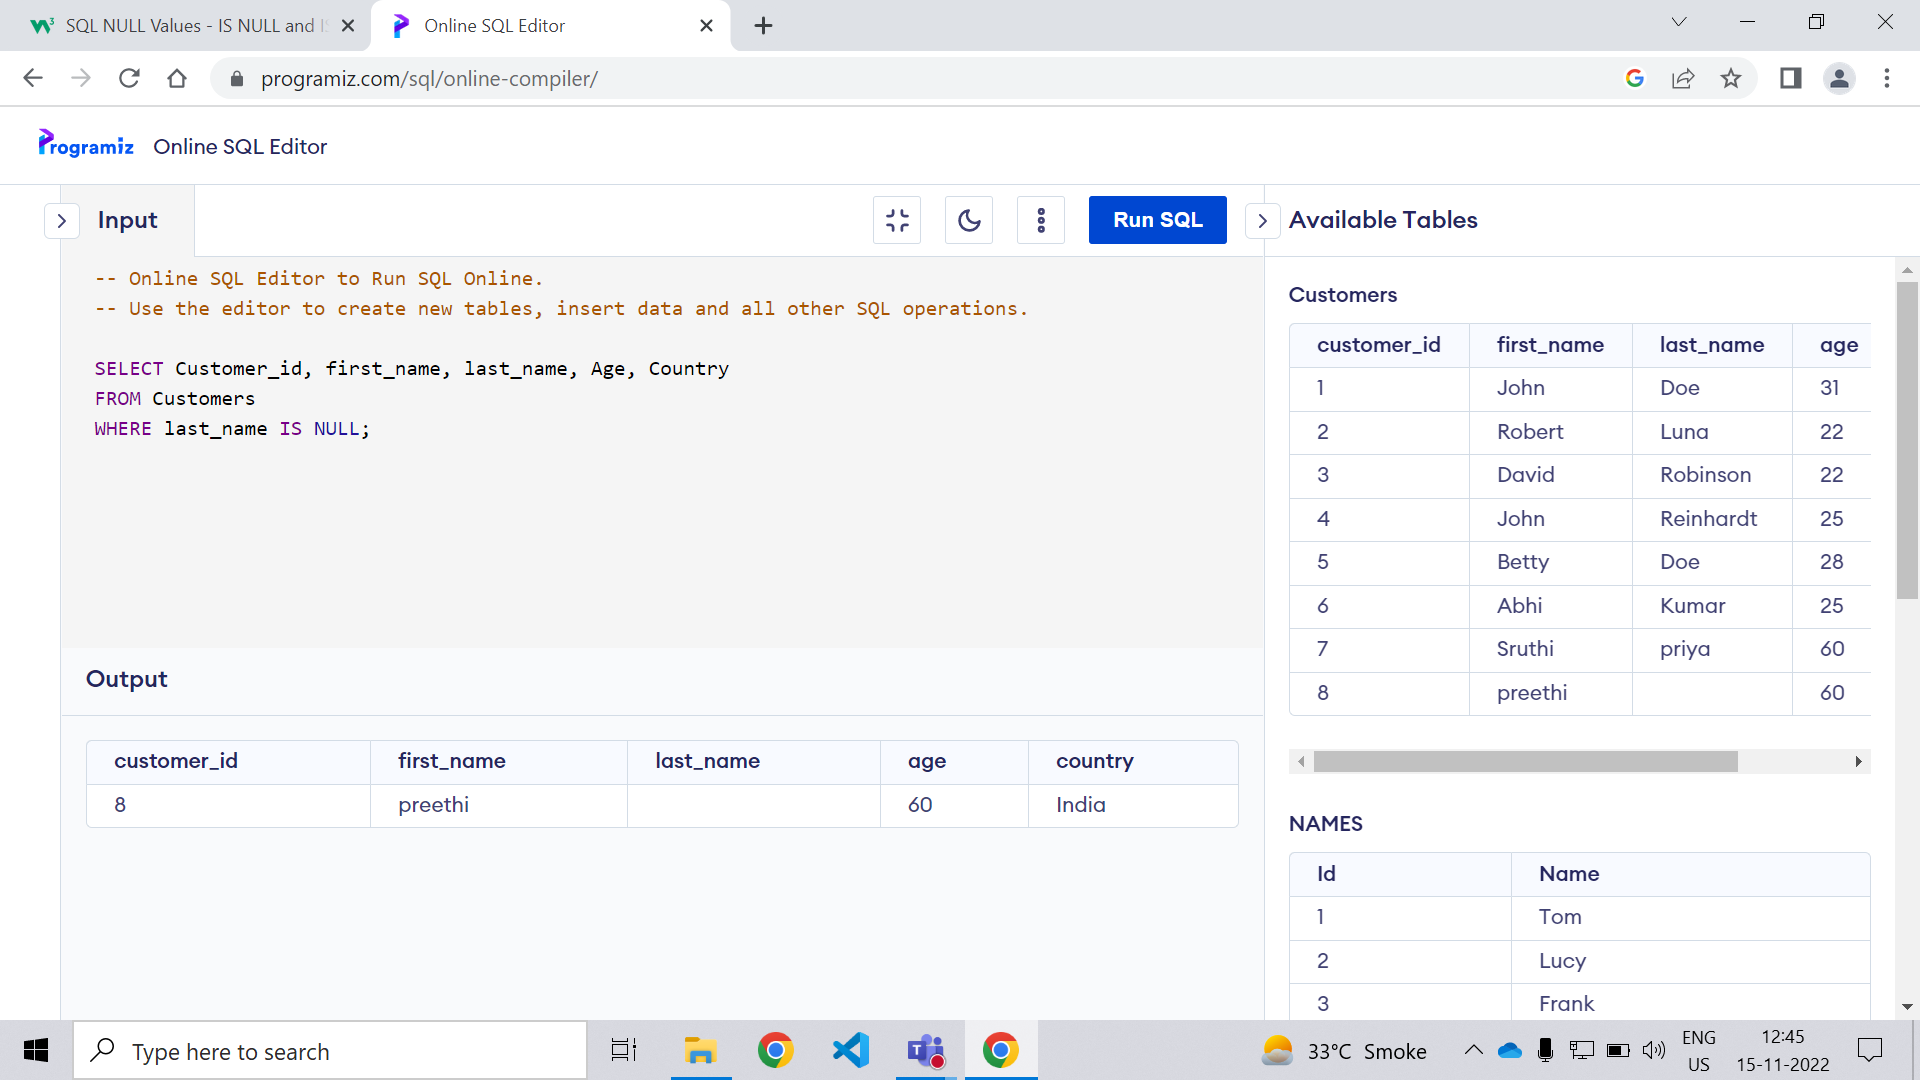 SQL NULL Values - IS NULL and IS
Online SQL Editor
programiz.com/sql/online-compiler/
Programiz
Online SQL Editor
Input
Run SQL
-- Online SQL Editor to Run SQL Online.
-- Use the editor to create new tables, insert data and all other SQL operations.
SELECT Customer_id, first_name, last_name, Age, Country
FROM Customers
WHERE last_name IS NULL;
Output
customer_id first_name last_name age country
8 preethi 60 India
Available Tables
Customers
customer_id first_name last_name age
1 John Doe 31
2 Robert Luna 22
3 David Robinson 22
4 John Reinhardt 25
5 Betty Doe 28
6 Abhi Kumar 25
7 Sruthi priya 60
8 preethi 60
NAMES
Id Name
1 Tom
2 Lucy
3 Frank
Type here to search
33°C Smoke
ENG
US
12:45
15-11-2022